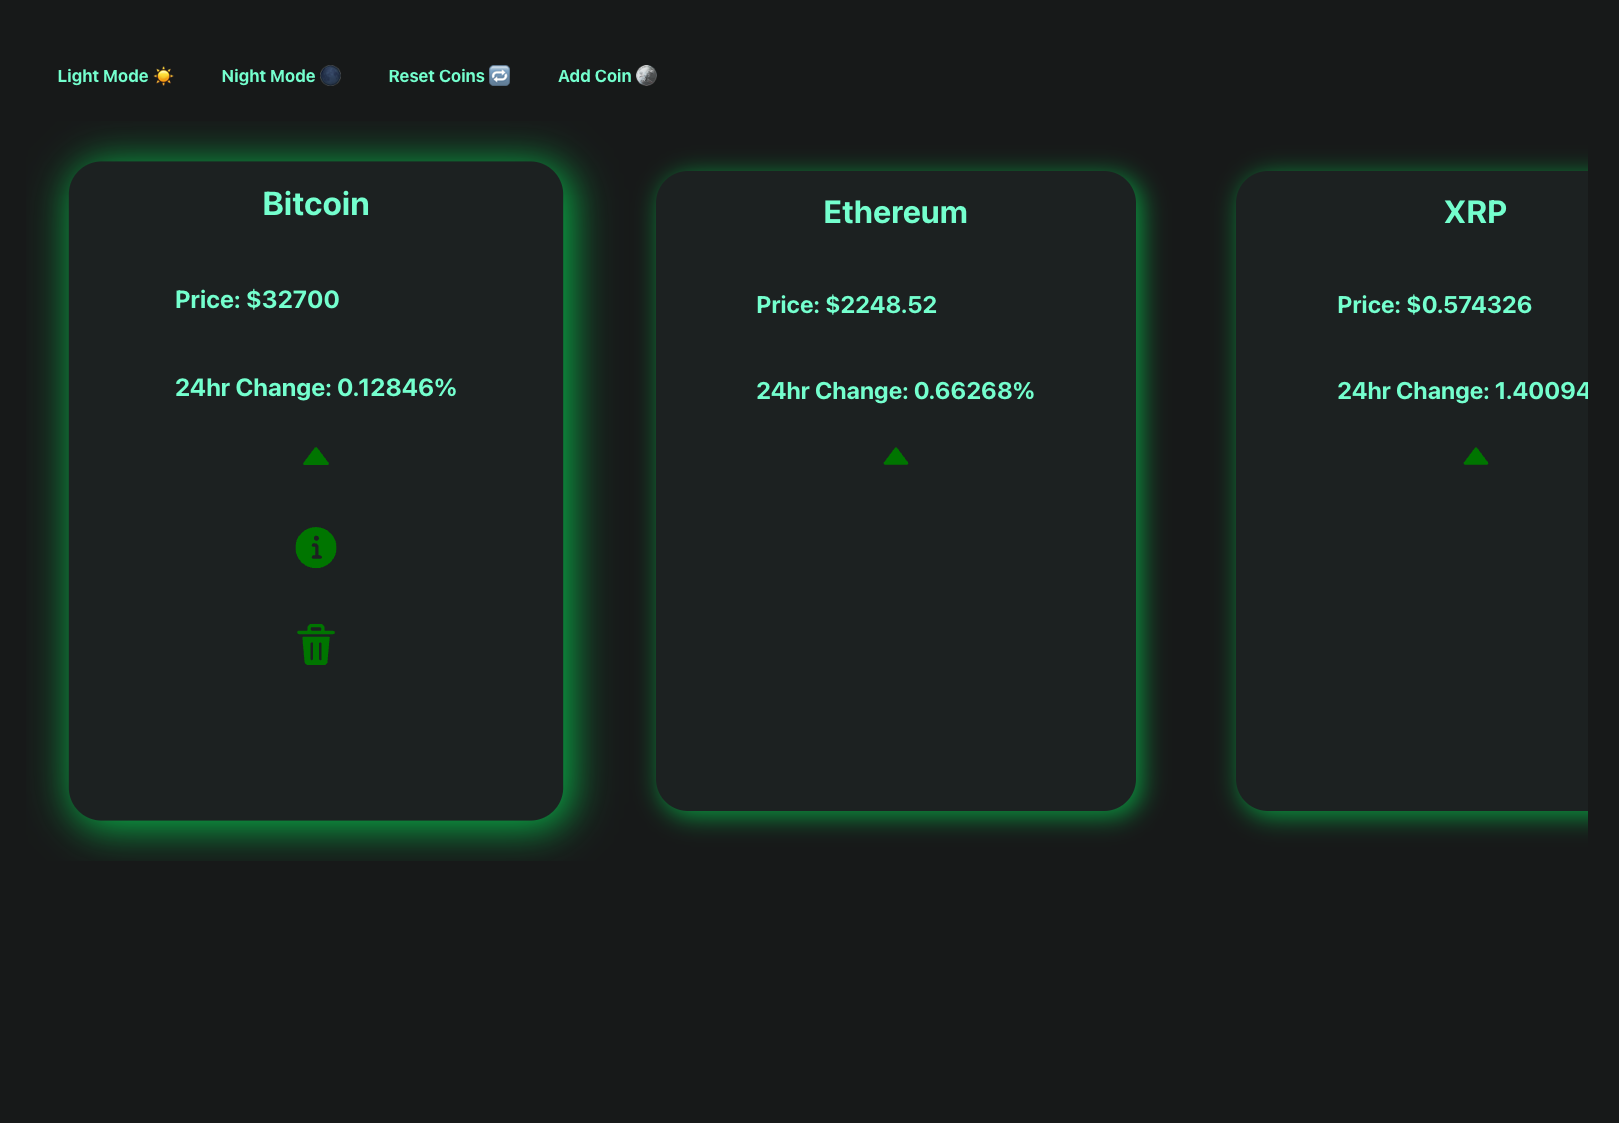 Light Mode ☀️ Night Mode 🌑 Reset Coins 🔁 Add Coin 🌕
Bitcoin
Price: $32700
24hr Change: 0.12846%
Ethereum
Price: $2248.52
24hr Change: 0.66268%
XRP
Price: $0.574326
24hr Change: 1.40094